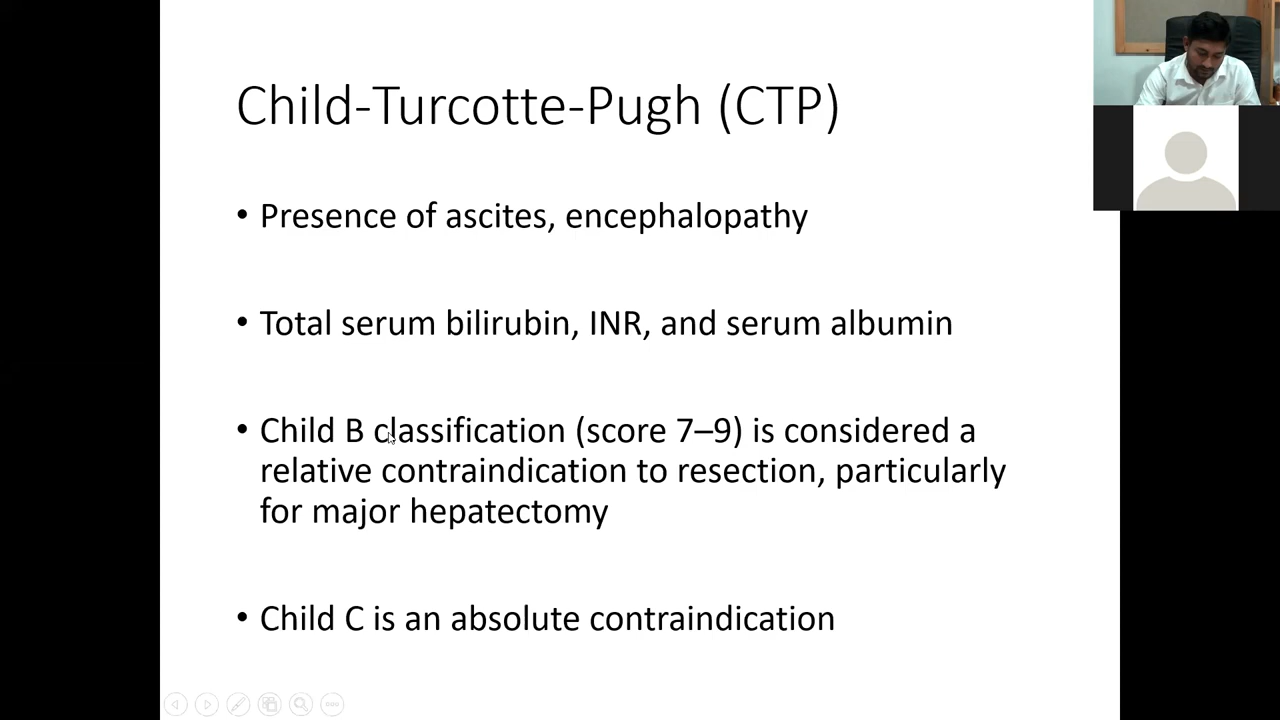 Child-Turcotte-Pugh (CTP)
• Presence of ascites, encephalopathy
• Total serum bilirubin, INR, and serum albumin
• Child B classification (score 7–9) is considered a
relative contraindication to resection, particularly
for major hepatectomy
• Child C is an absolute contraindication